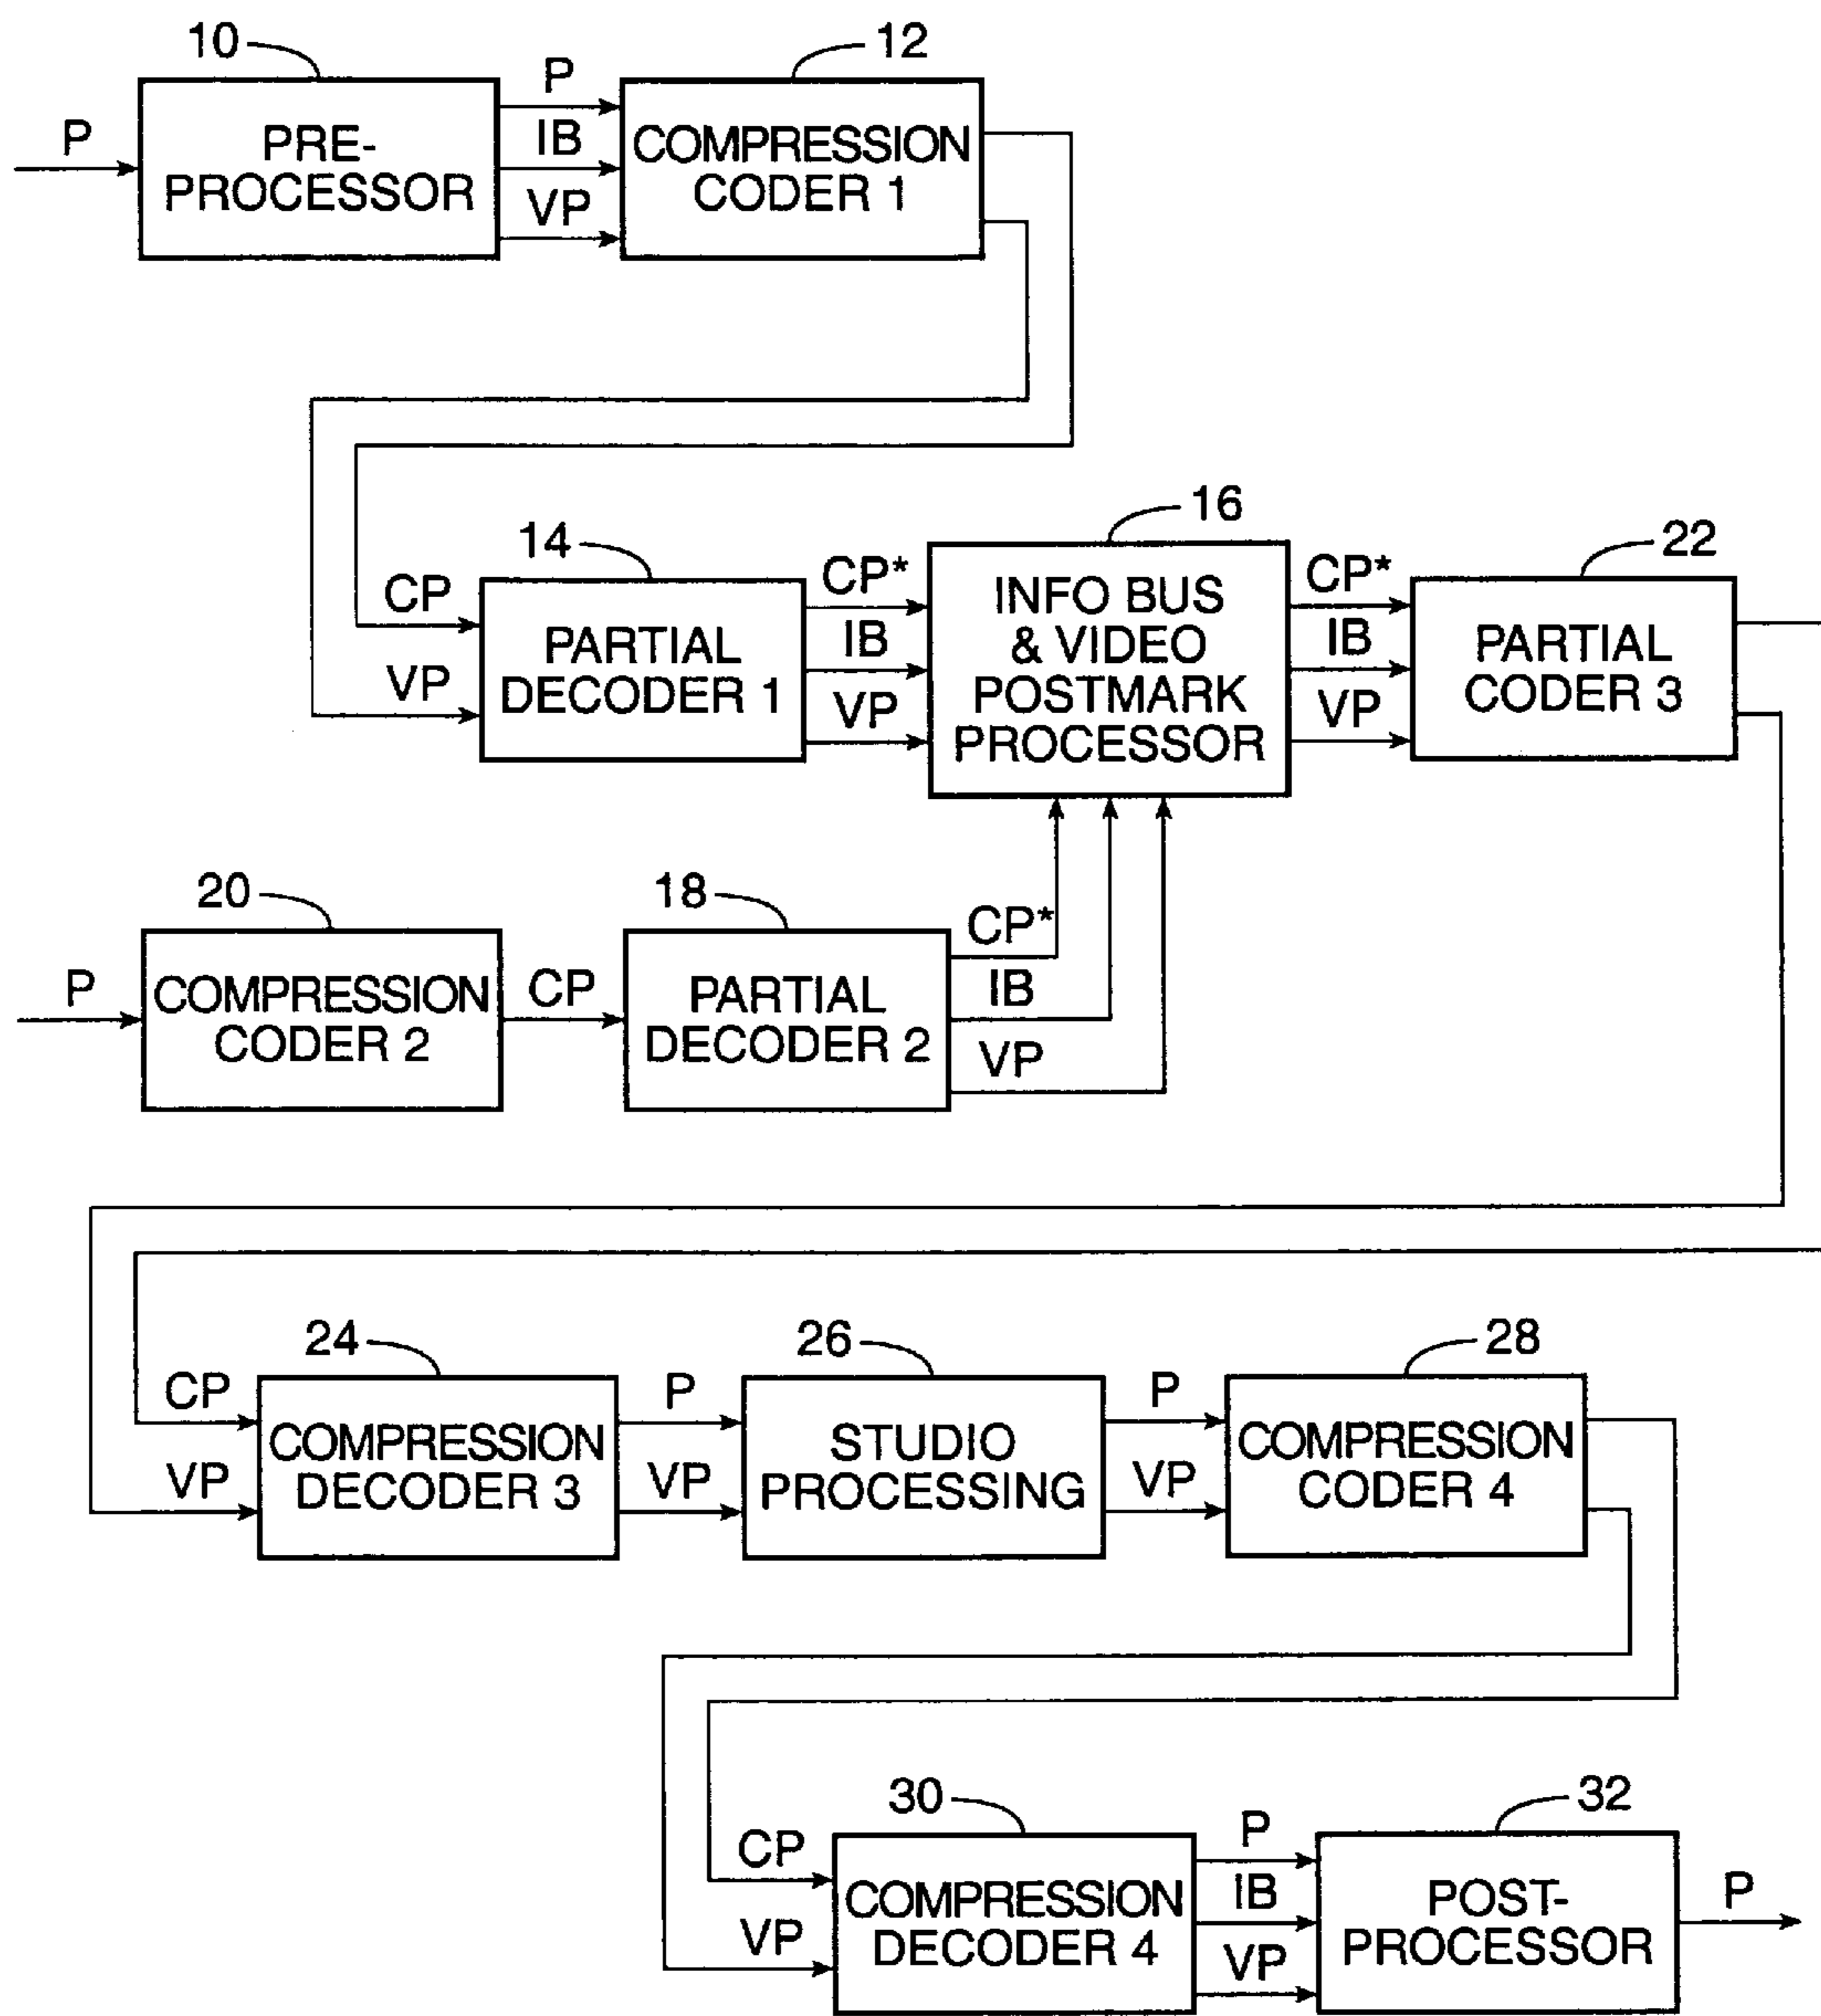 10
12
P
P
IB
VP
PRE-
PROCESSOR
COMPRESSION
CODER 1
14
16
22
CP
VP
PARTIAL
DECODER 1
CP*
IB
VP
INFO BUS
& VIDEO
POSTMARK
PROCESSOR
CP*
IB
VP
PARTIAL
CODER 3
20
18
P
COMPRESSION
CODER 2
CP
PARTIAL
DECODER 2
CP*
IB
VP
24
26
28
CP
VP
COMPRESSION
DECODER 3
P
VP
STUDIO
PROCESSING
P
VP
COMPRESSION
CODER 4
30
32
CP
VP
COMPRESSION
DECODER 4
P
IB
VP
POST-
PROCESSOR
P